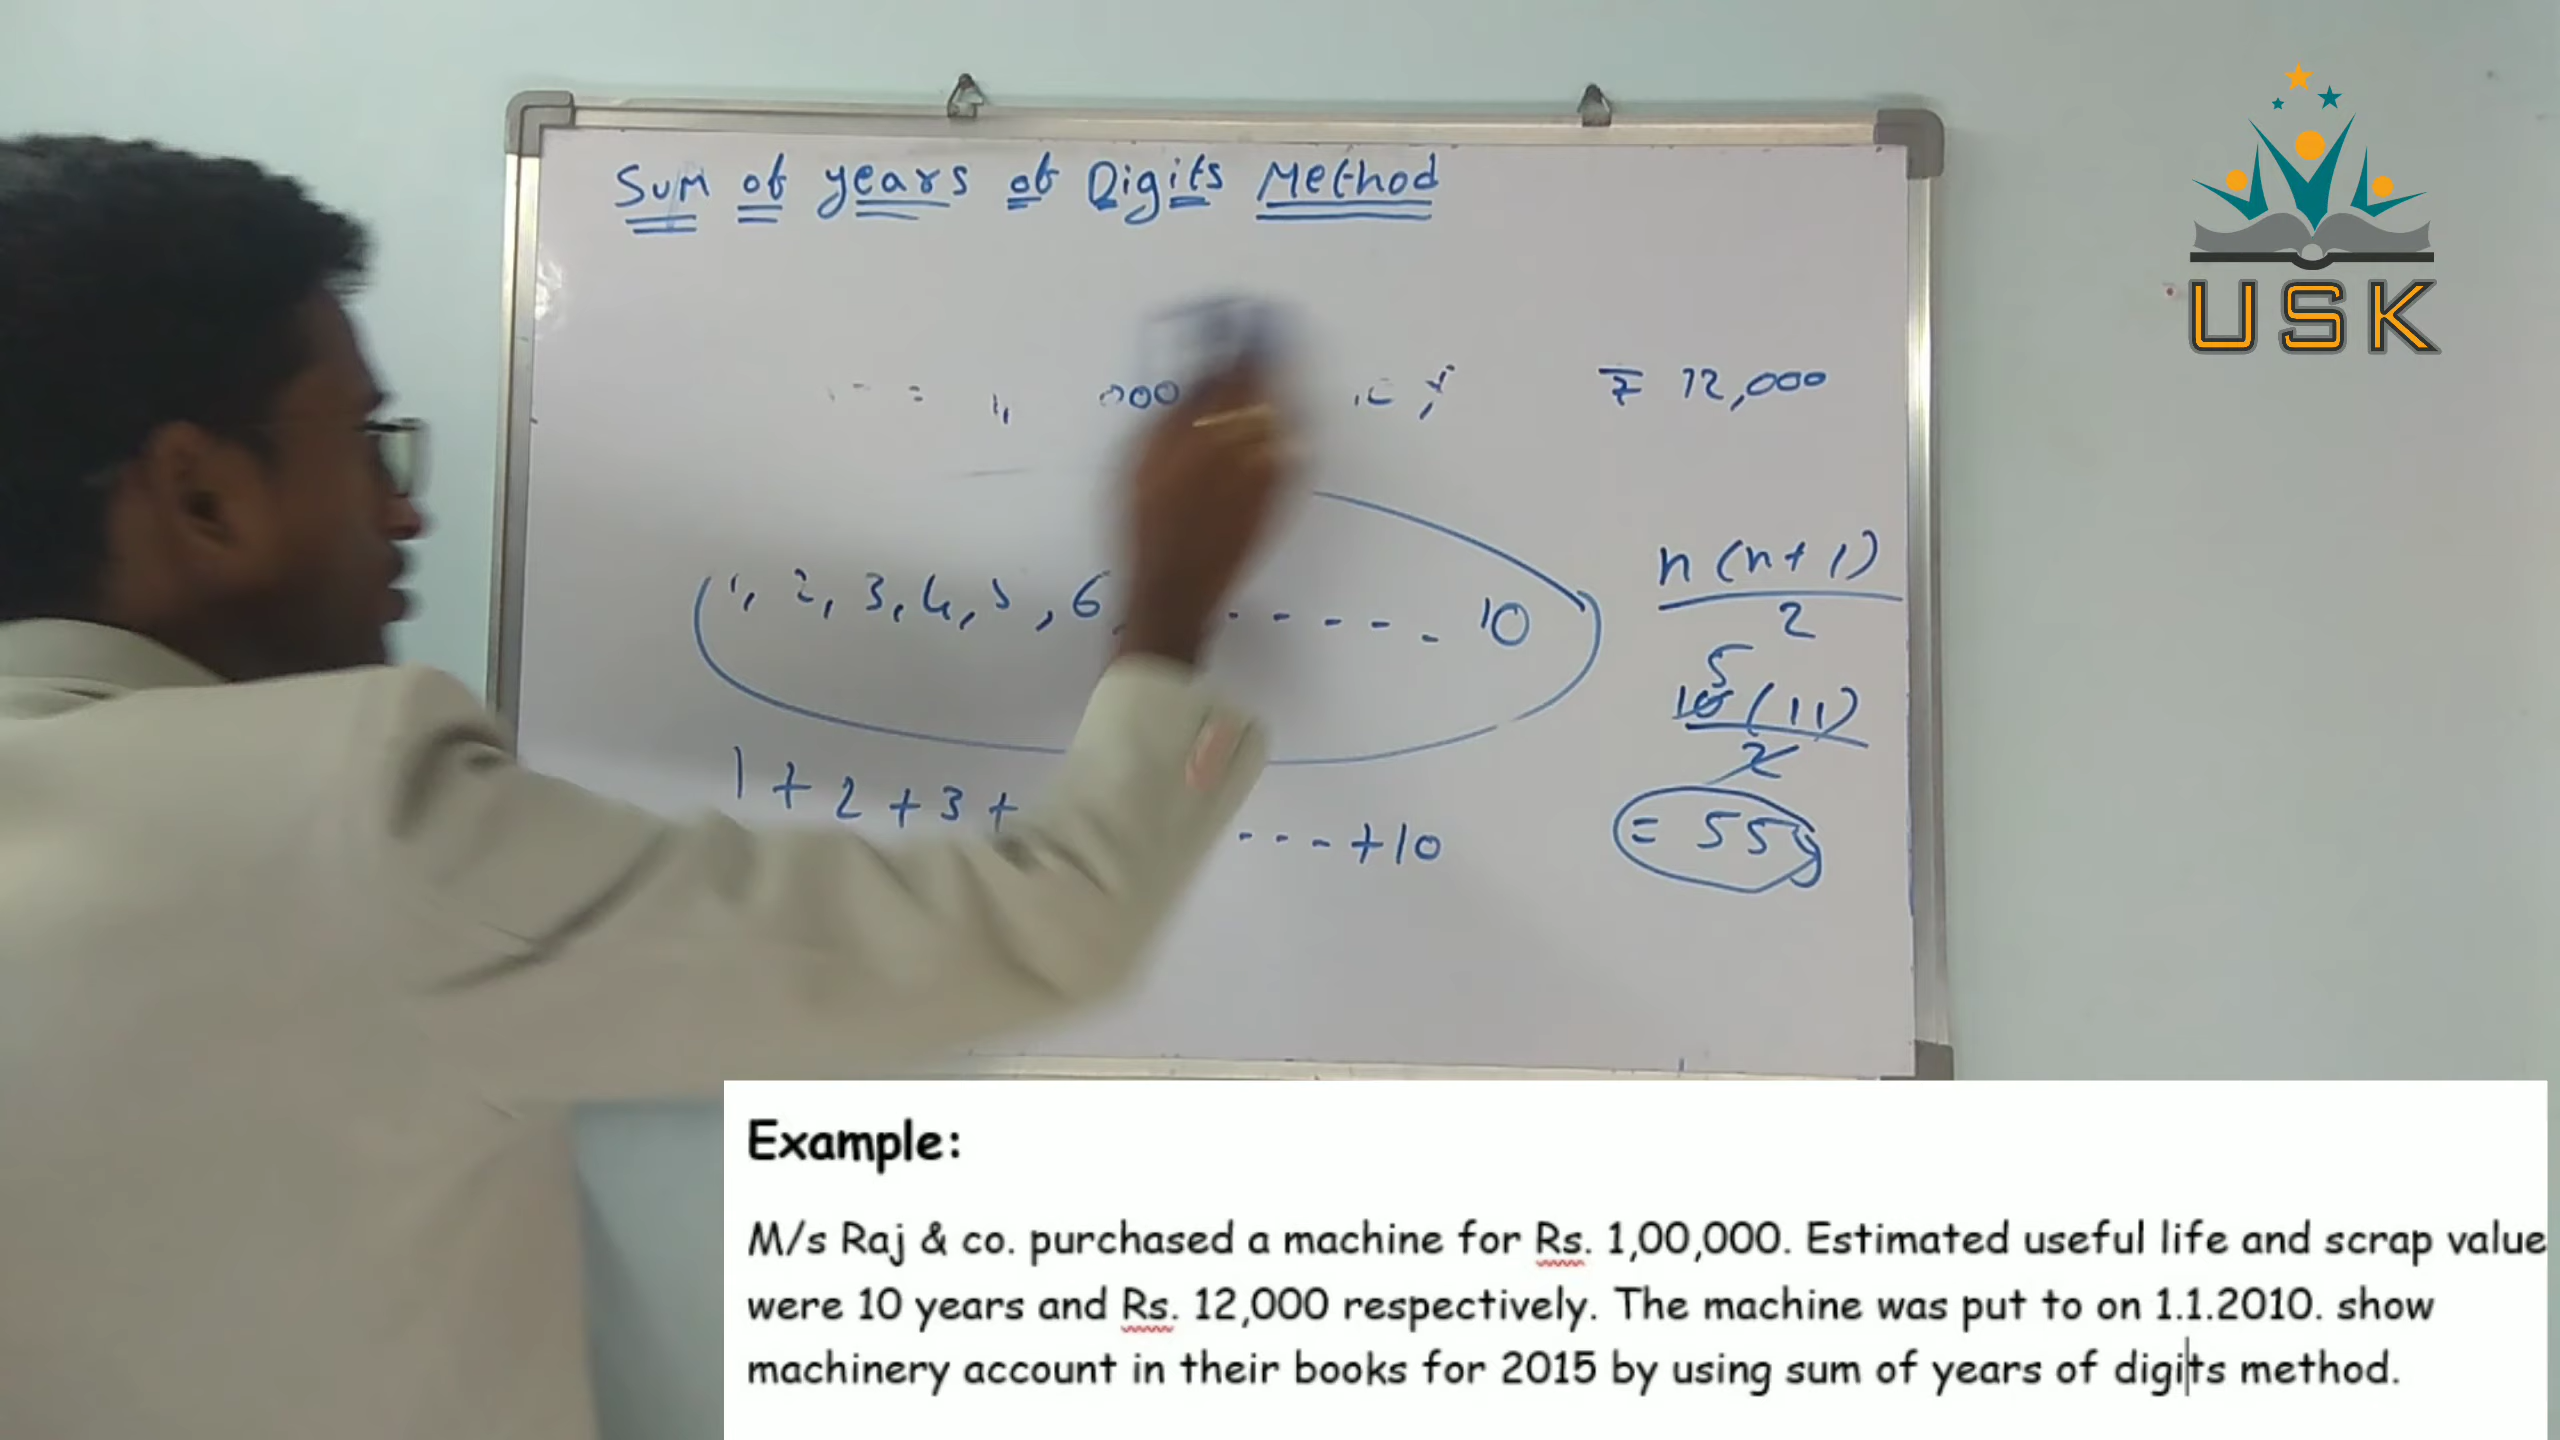 Sum of years of Digits Method
₹ 12,000
000
1, 2, 3, 4, 5, 6, - - - - - 10
n(n+1)
2
5
10(11)
2
1 + 2 + 3 + - - - +10
= 55
USK
Example:
M/s Raj & co. purchased a machine for Rs. 1,00,000. Estimated useful life and scrap value
were 10 years and Rs. 12,000 respectively. The machine was put to on 1.1.2010. show
machinery account in their books for 2015 by using sum of years of digits method.